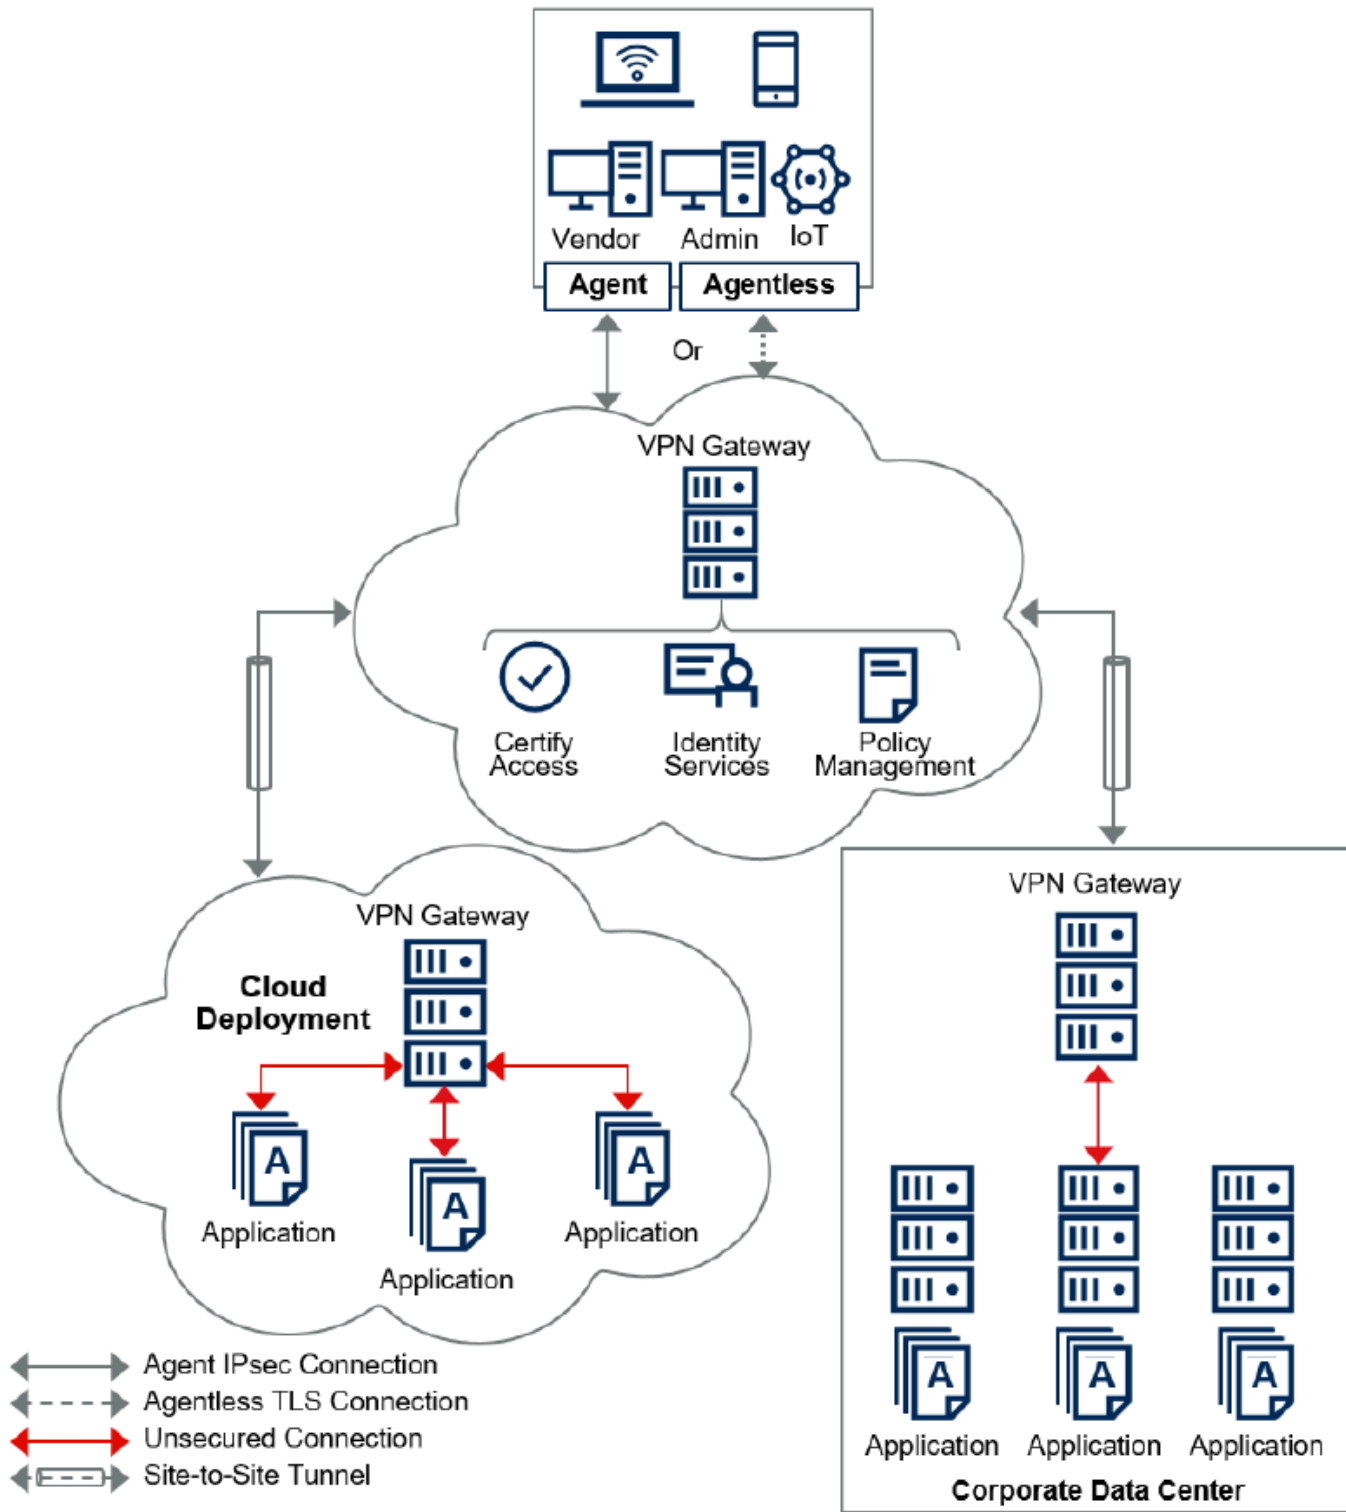 Vendor
Admin
IoT
Agent
Agentless
Or
VPN Gateway
Certify
Access
Identity
Services
Policy
Management
VPN Gateway
Cloud
Deployment
A
Application
A
Application
A
Application
VPN Gateway
A
Application
A
Application
A
Application
Corporate Data Center
Agent IPsec Connection
Agentless TLS Connection
Unsecured Connection
Site-to-Site Tunnel